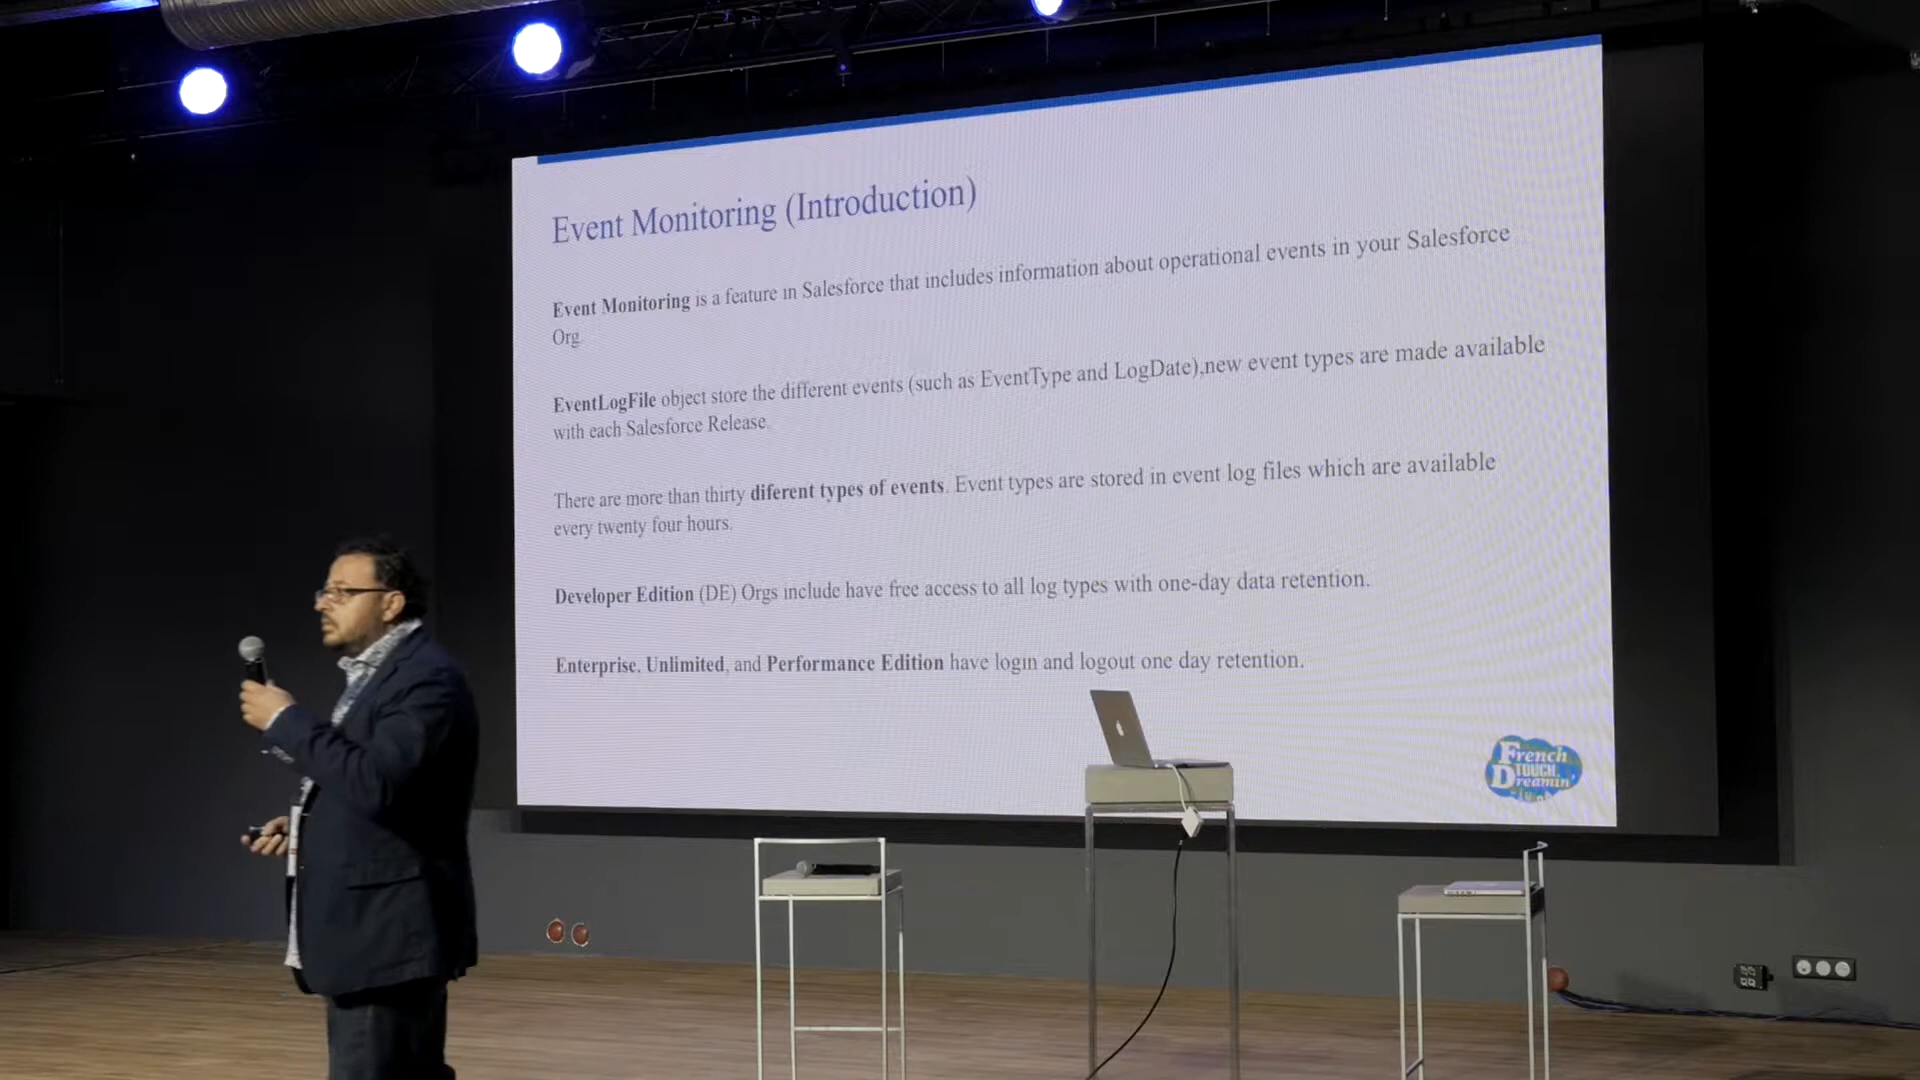 Event Monitoring (Introduction)
Event Monitoring is a feature in Salesforce that includes information about operational events in your Salesforce
Org
EventLogFile object store the different events (such as EventType and LogDate),new event types are made available
with each Salesforce Release.
There are more than thirty diferent types of events. Event types are stored in event log files which are available
every twenty four hours.
Developer Edition (DE) Orgs include have free access to all log types with one-day data retention.
Enterprise. Unlimited, and Performance Edition have login and logout one day retention.
French
TOUCH
Dreamin'